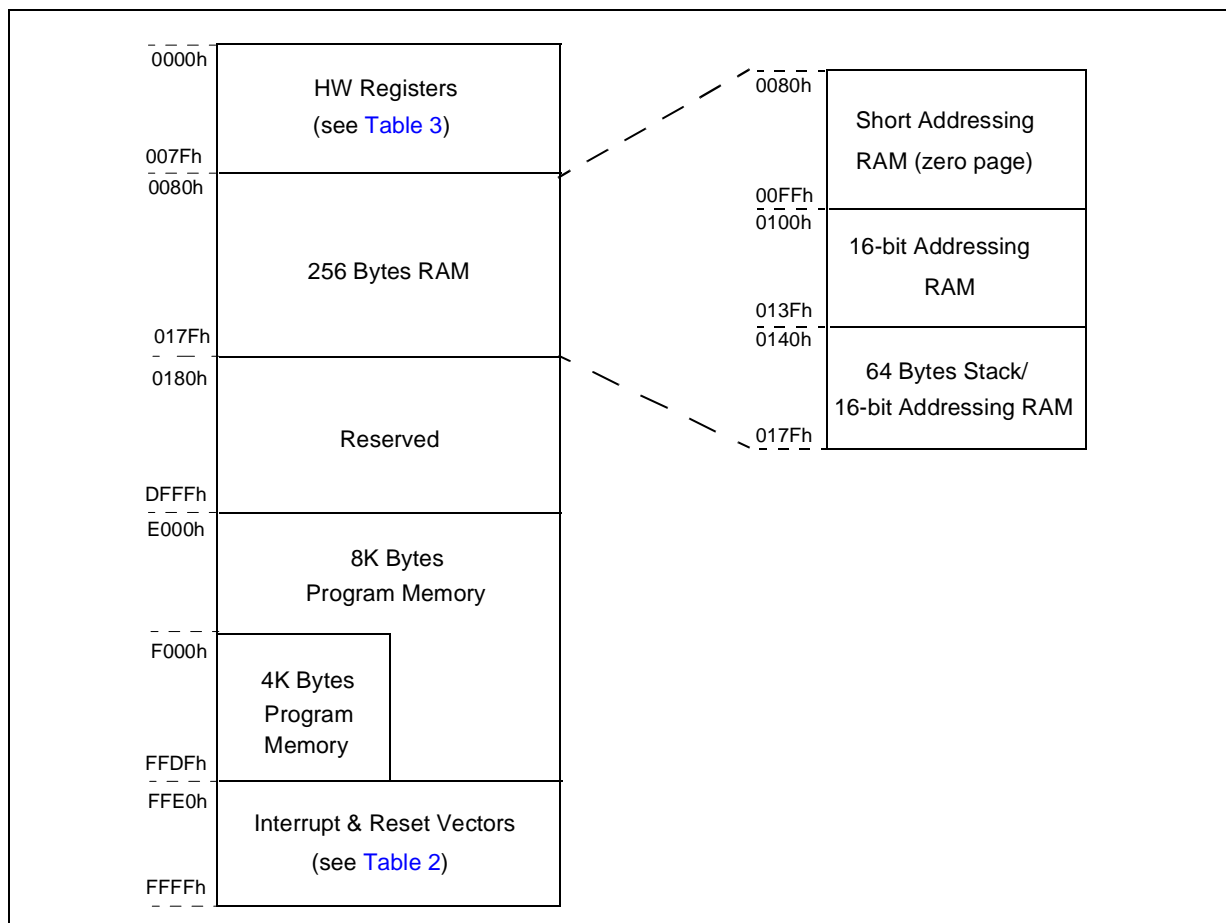 0000h
HW Registers
(see Table 3)
007Fh
0080h
256 Bytes RAM
017Fh
0180h
Reserved
DFFFh
E000h
8K Bytes
Program Memory
F000h
4K Bytes
Program
Memory
FFDFh
FFE0h
Interrupt & Reset Vectors
(see Table 2)
FFFFh
0080h
Short Addressing
RAM (zero page)
00FFh
0100h
16-bit Addressing
RAM
013Fh
0140h
64 Bytes Stack/
16-bit Addressing RAM
017Fh